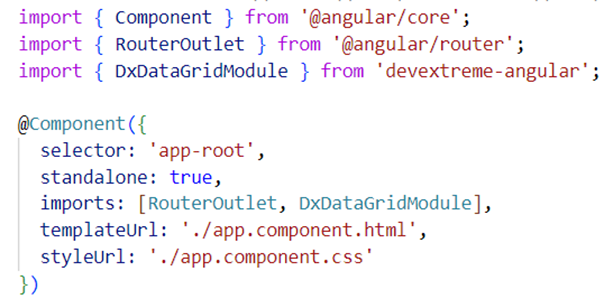 import { Component } from '@angular/core';
import { RouterOutlet } from '@angular/router';
import { DxDataGridModule } from 'devextreme-angular';
@Component({
selector: 'app-root',
standalone: true,
imports: [RouterOutlet, DxDataGridModule],
templateUrl: './app.component.html',
styleUrl: './app.component.css'
})